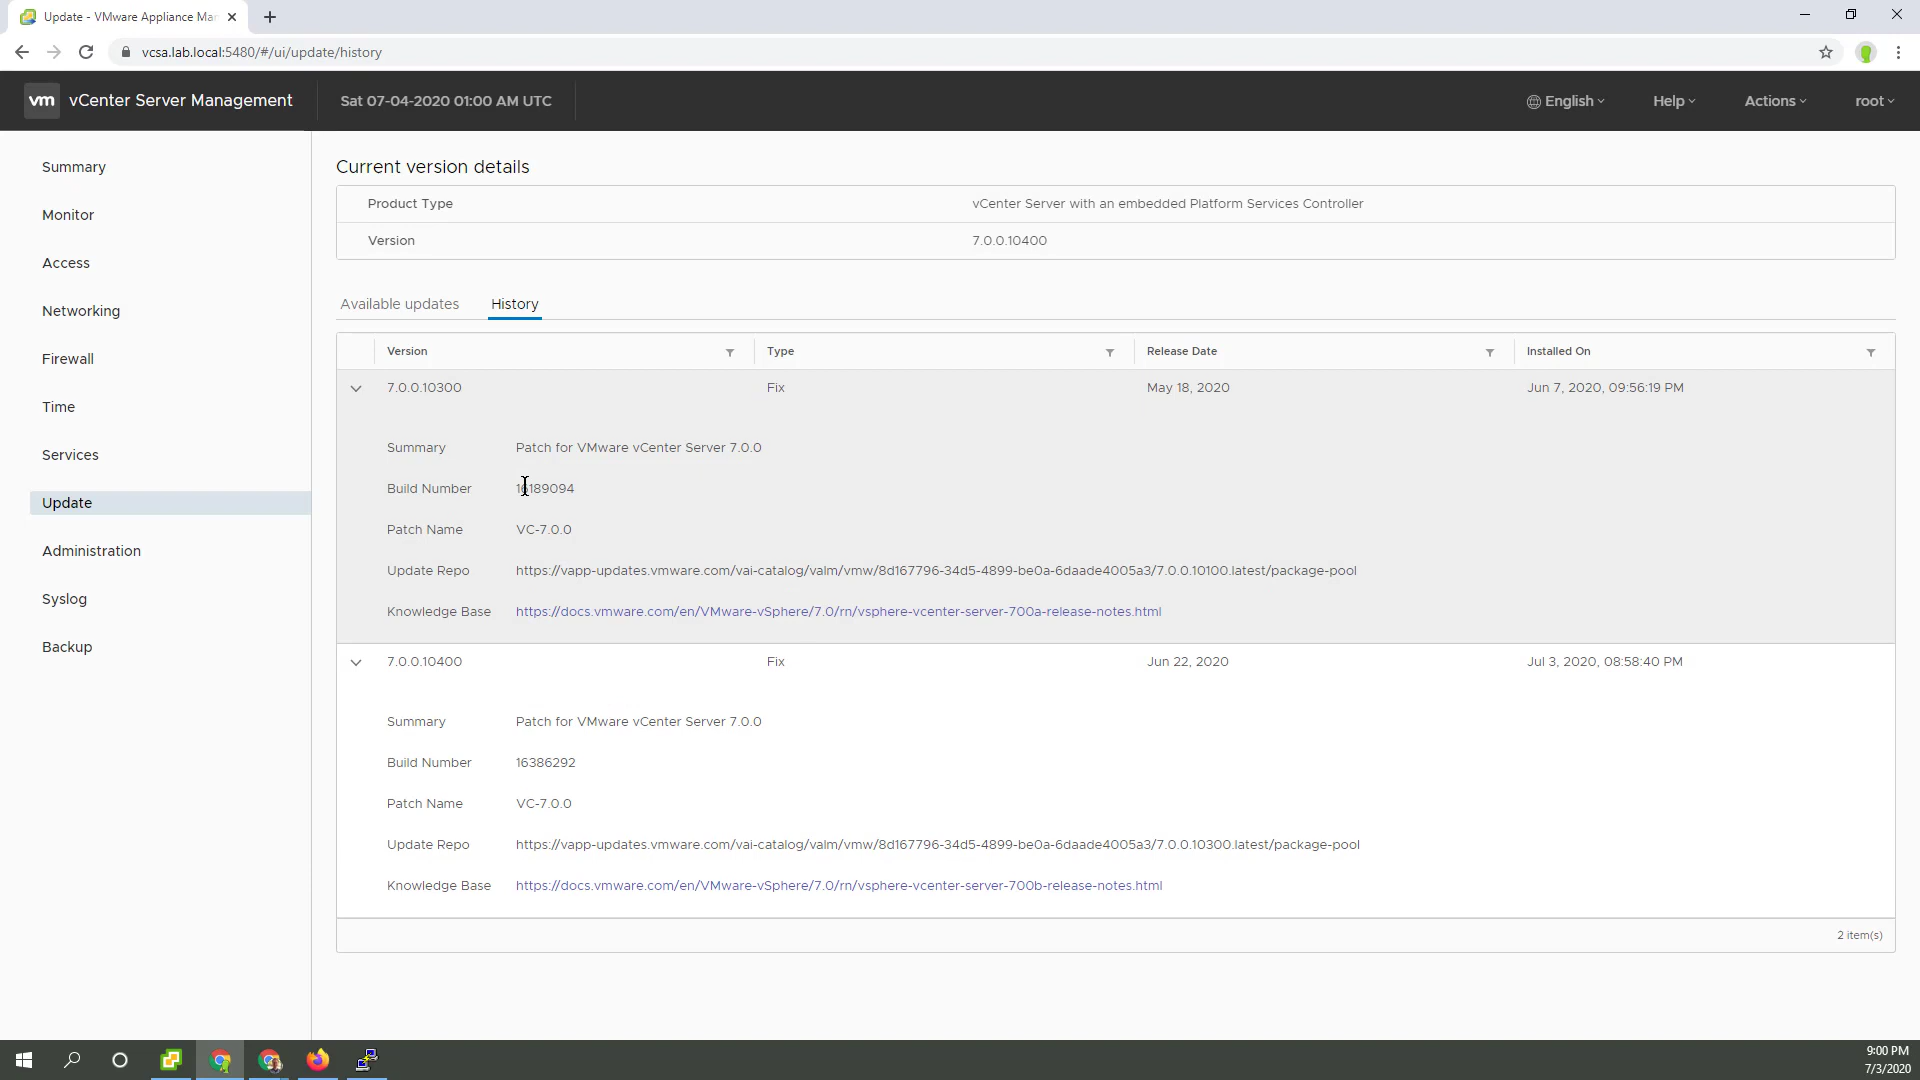 Update - VMware Appliance Mar
vcsa.lab.local:5480/#/ui/update/history
vm vCenter Server Management Sat 07-04-2020 01:00 AM UTC English Help Actions root
Summary
Monitor
Access
Networking
Firewall
Time
Services
Update
Administration
Syslog
Backup
Current version details
Product Type vCenter Server with an embedded Platform Services Controller
Version 7.0.0.10400
Available updates History
Version Type Release Date Installed On
7.0.0.10300 Fix May 18, 2020 Jun 7, 2020, 09:56:19 PM
Summary Patch for VMware vCenter Server 7.0.0
Build Number 16189094
Patch Name VC-7.0.0
Update Repo https://vapp-updates.vmware.com/vai-catalog/valm/vmw/8d167796-34d5-4899-be0a-6daade4005a3/7.0.0.10100.latest/package-pool
Knowledge Base https://docs.vmware.com/en/VMware-vSphere/7.0/rn/vsphere-vcenter-server-700a-release-notes.html
7.0.0.10400 Fix Jun 22, 2020 Jul 3, 2020, 08:58:40 PM
Summary Patch for VMware vCenter Server 7.0.0
Build Number 16386292
Patch Name VC-7.0.0
Update Repo https://vapp-updates.vmware.com/vai-catalog/valm/vmw/8d167796-34d5-4899-be0a-6daade4005a3/7.0.0.10300.latest/package-pool
Knowledge Base https://docs.vmware.com/en/VMware-vSphere/7.0/rn/vsphere-vcenter-server-700b-release-notes.html
2 item(s)
9:00 PM
7/3/2020